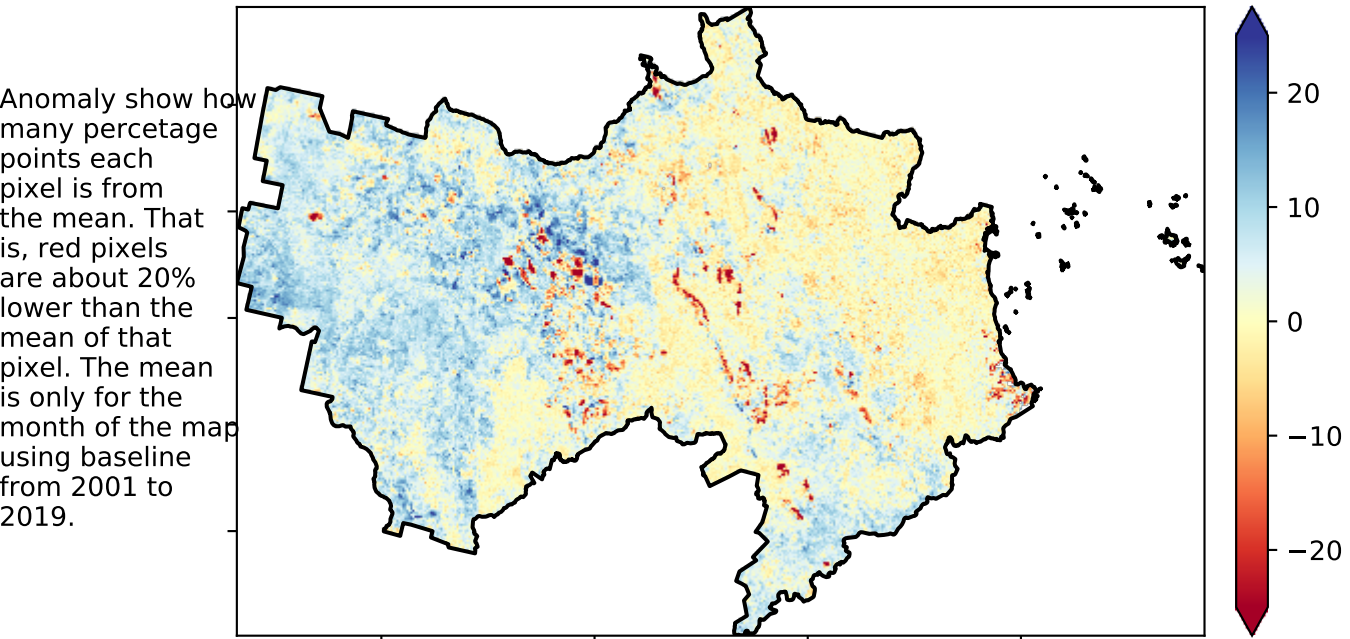 Anomaly show how
many percetage
points each
pixel is from
the mean. That
is, red pixels
are about 20%
lower than the
mean of that
pixel. The mean
is only for the
month of the map
using baseline
from 2001 to
2019.
20
10
0
−10
−20